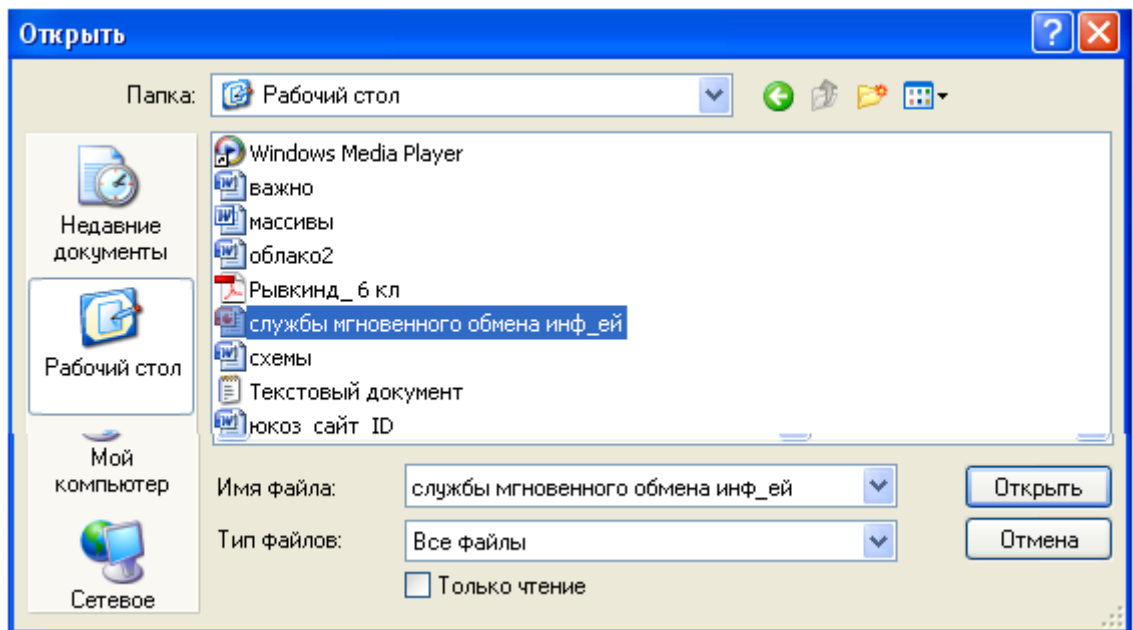 Открыть
Папка: Рабочий стол
Windows Media Player
важно
массивы
облако2
Рывкинд_ 6 кл
службы мгновенного обмена инф_ей
схемы
Текстовый документ
юкоз сайт ID
Недавние
документы
Рабочий стол
Мой
компьютер
Сетевое
Имя файла: службы мгновенного обмена инф_ей Открыть
Тип файлов: Все файлы Отмена
Только чтение